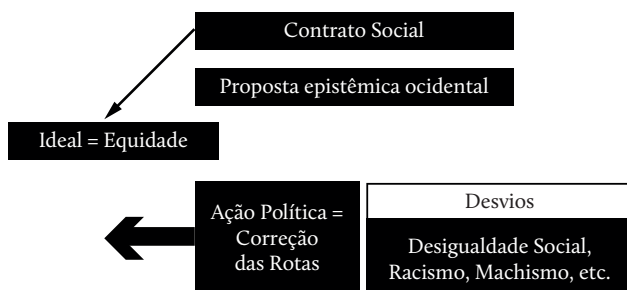 Contrato Social
Proposta epistêmica ocidental
Ideal = Equidade
Ação Política =
Correção
das Rotas
Desvios
Desigualdade Social,
Racismo, Machismo, etc.